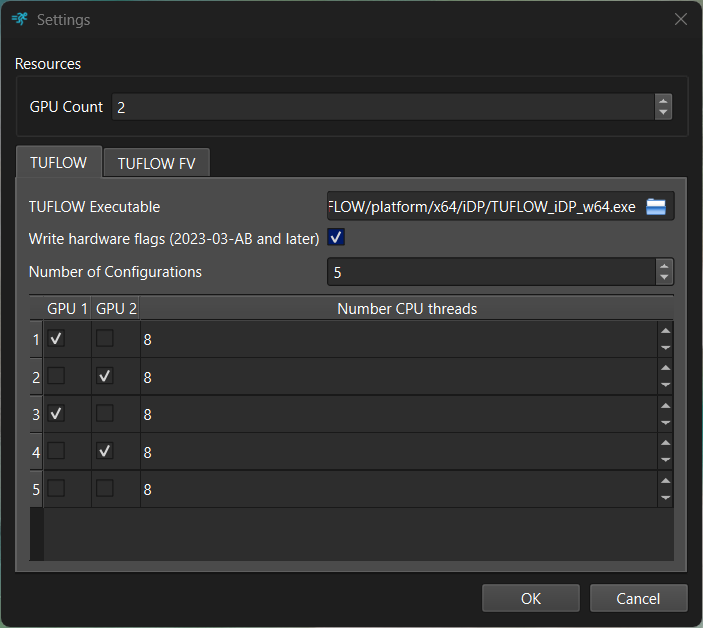 Settings
Resources
GPU Count 2
TUFLOW TUFLOW FV
TUFLOW Executable FLOW/platform/x64/iDP/TUFLOW_iDP_w64.exe
Write hardware flags (2023-03-AB and later)
Number of Configurations 5
GPU 1 GPU 2 Number CPU threads
1 8
2 8
3 8
4 8
5 8
OK Cancel